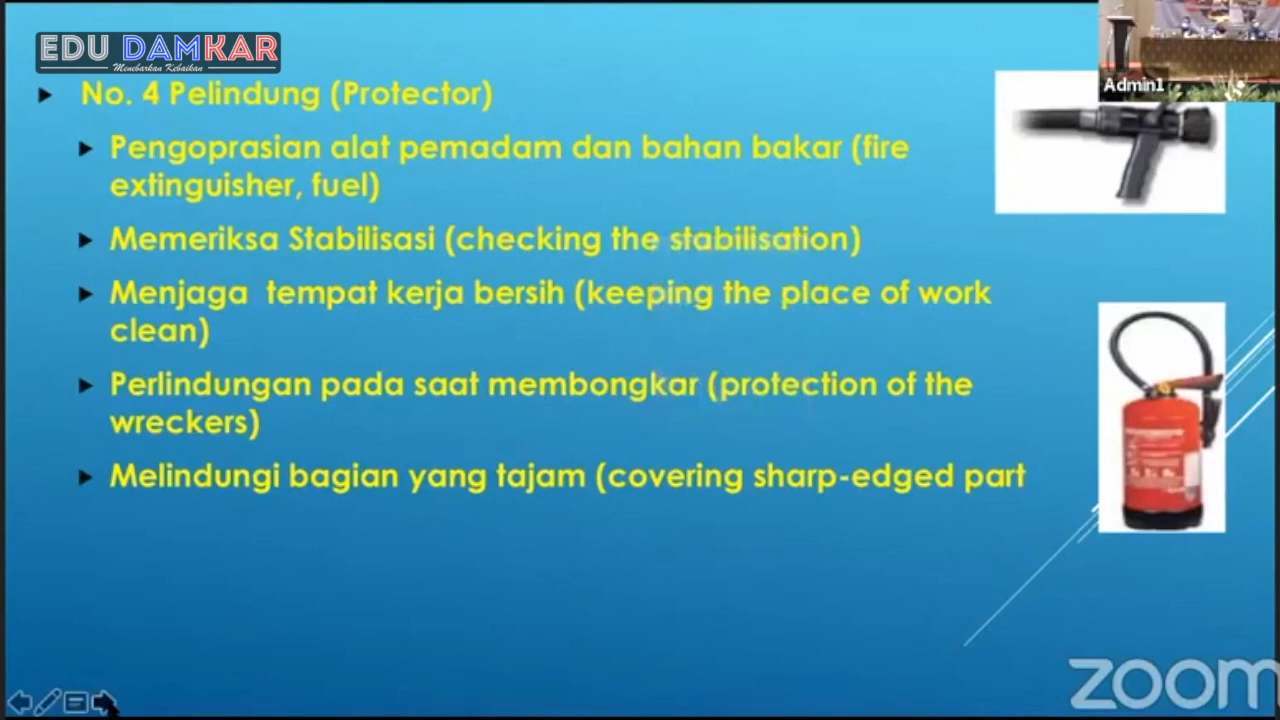 EDU DAMKAR
Menebarkan Kebaikan
Admin1
No. 4 Pelindung (Protector)
Pengoprasian alat pemadam dan bahan bakar (fire
extinguisher, fuel)
Memeriksa Stabilisasi (checking the stabilisation)
Menjaga tempat kerja bersih (keeping the place of work
clean)
Perlindungan pada saat membongkar (protection of the
wreckers)
Melindungi bagian yang tajam (covering sharp-edged part
zoom